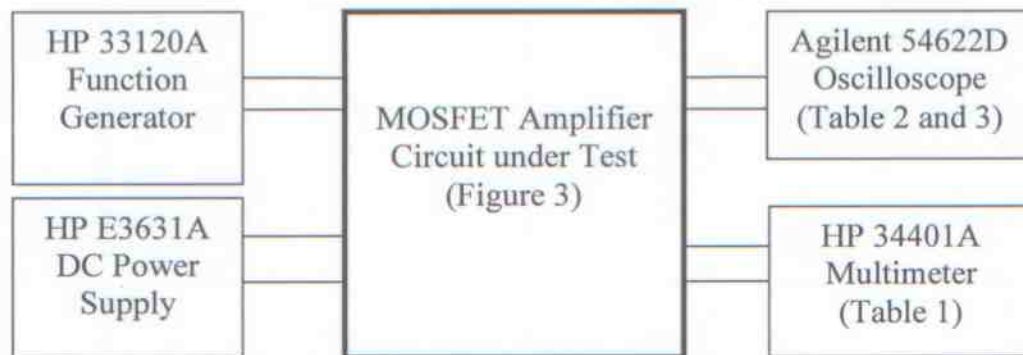 HP 33120A
Function
Generator
HP E3631A
DC Power
Supply
MOSFET Amplifier
Circuit under Test
(Figure 3)
Agilent 54622D
Oscilloscope
(Table 2 and 3)
HP 34401A
Multimeter
(Table 1)